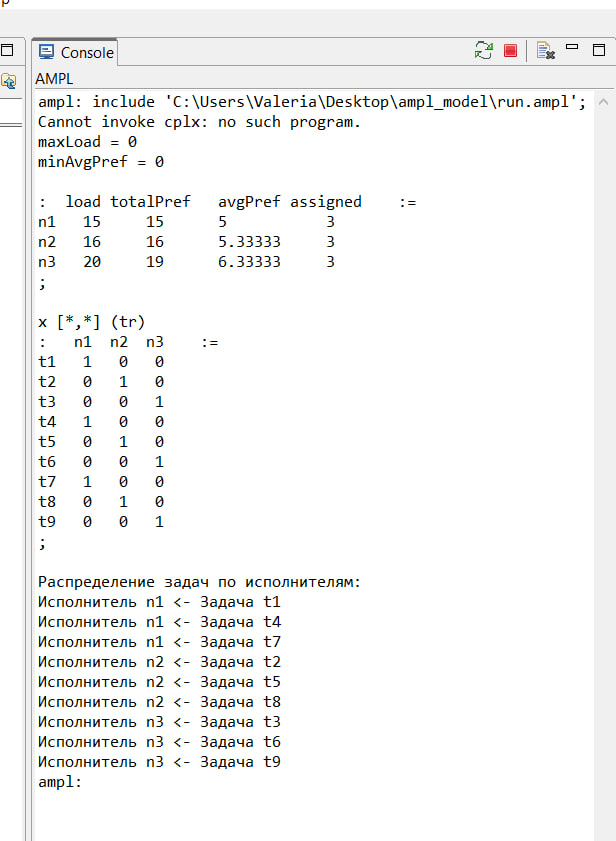 Console
AMPL
ampl: include 'C:\Users\Valeria\Desktop\ampl_model\run.ampl';
Cannot invoke cplx: no such program.
maxLoad = 0
minAvgPref = 0
:  load totalPref   avgPref assigned    :=
n1   15     15      5          3
n2   16     16      5.33333    3
n3   20     19      6.33333    3
;
x [*,*] (tr)
:   n1  n2  n3    :=
t1   1   0   0
t2   0   1   0
t3   0   0   1
t4   1   0   0
t5   0   1   0
t6   0   0   1
t7   1   0   0
t8   0   1   0
t9   0   0   1
;
Распределение задач по исполнителям:
Исполнитель n1 <- Задача t1
Исполнитель n1 <- Задача t4
Исполнитель n1 <- Задача t7
Исполнитель n2 <- Задача t2
Исполнитель n2 <- Задача t5
Исполнитель n2 <- Задача t8
Исполнитель n3 <- Задача t3
Исполнитель n3 <- Задача t6
Исполнитель n3 <- Задача t9
ampl: